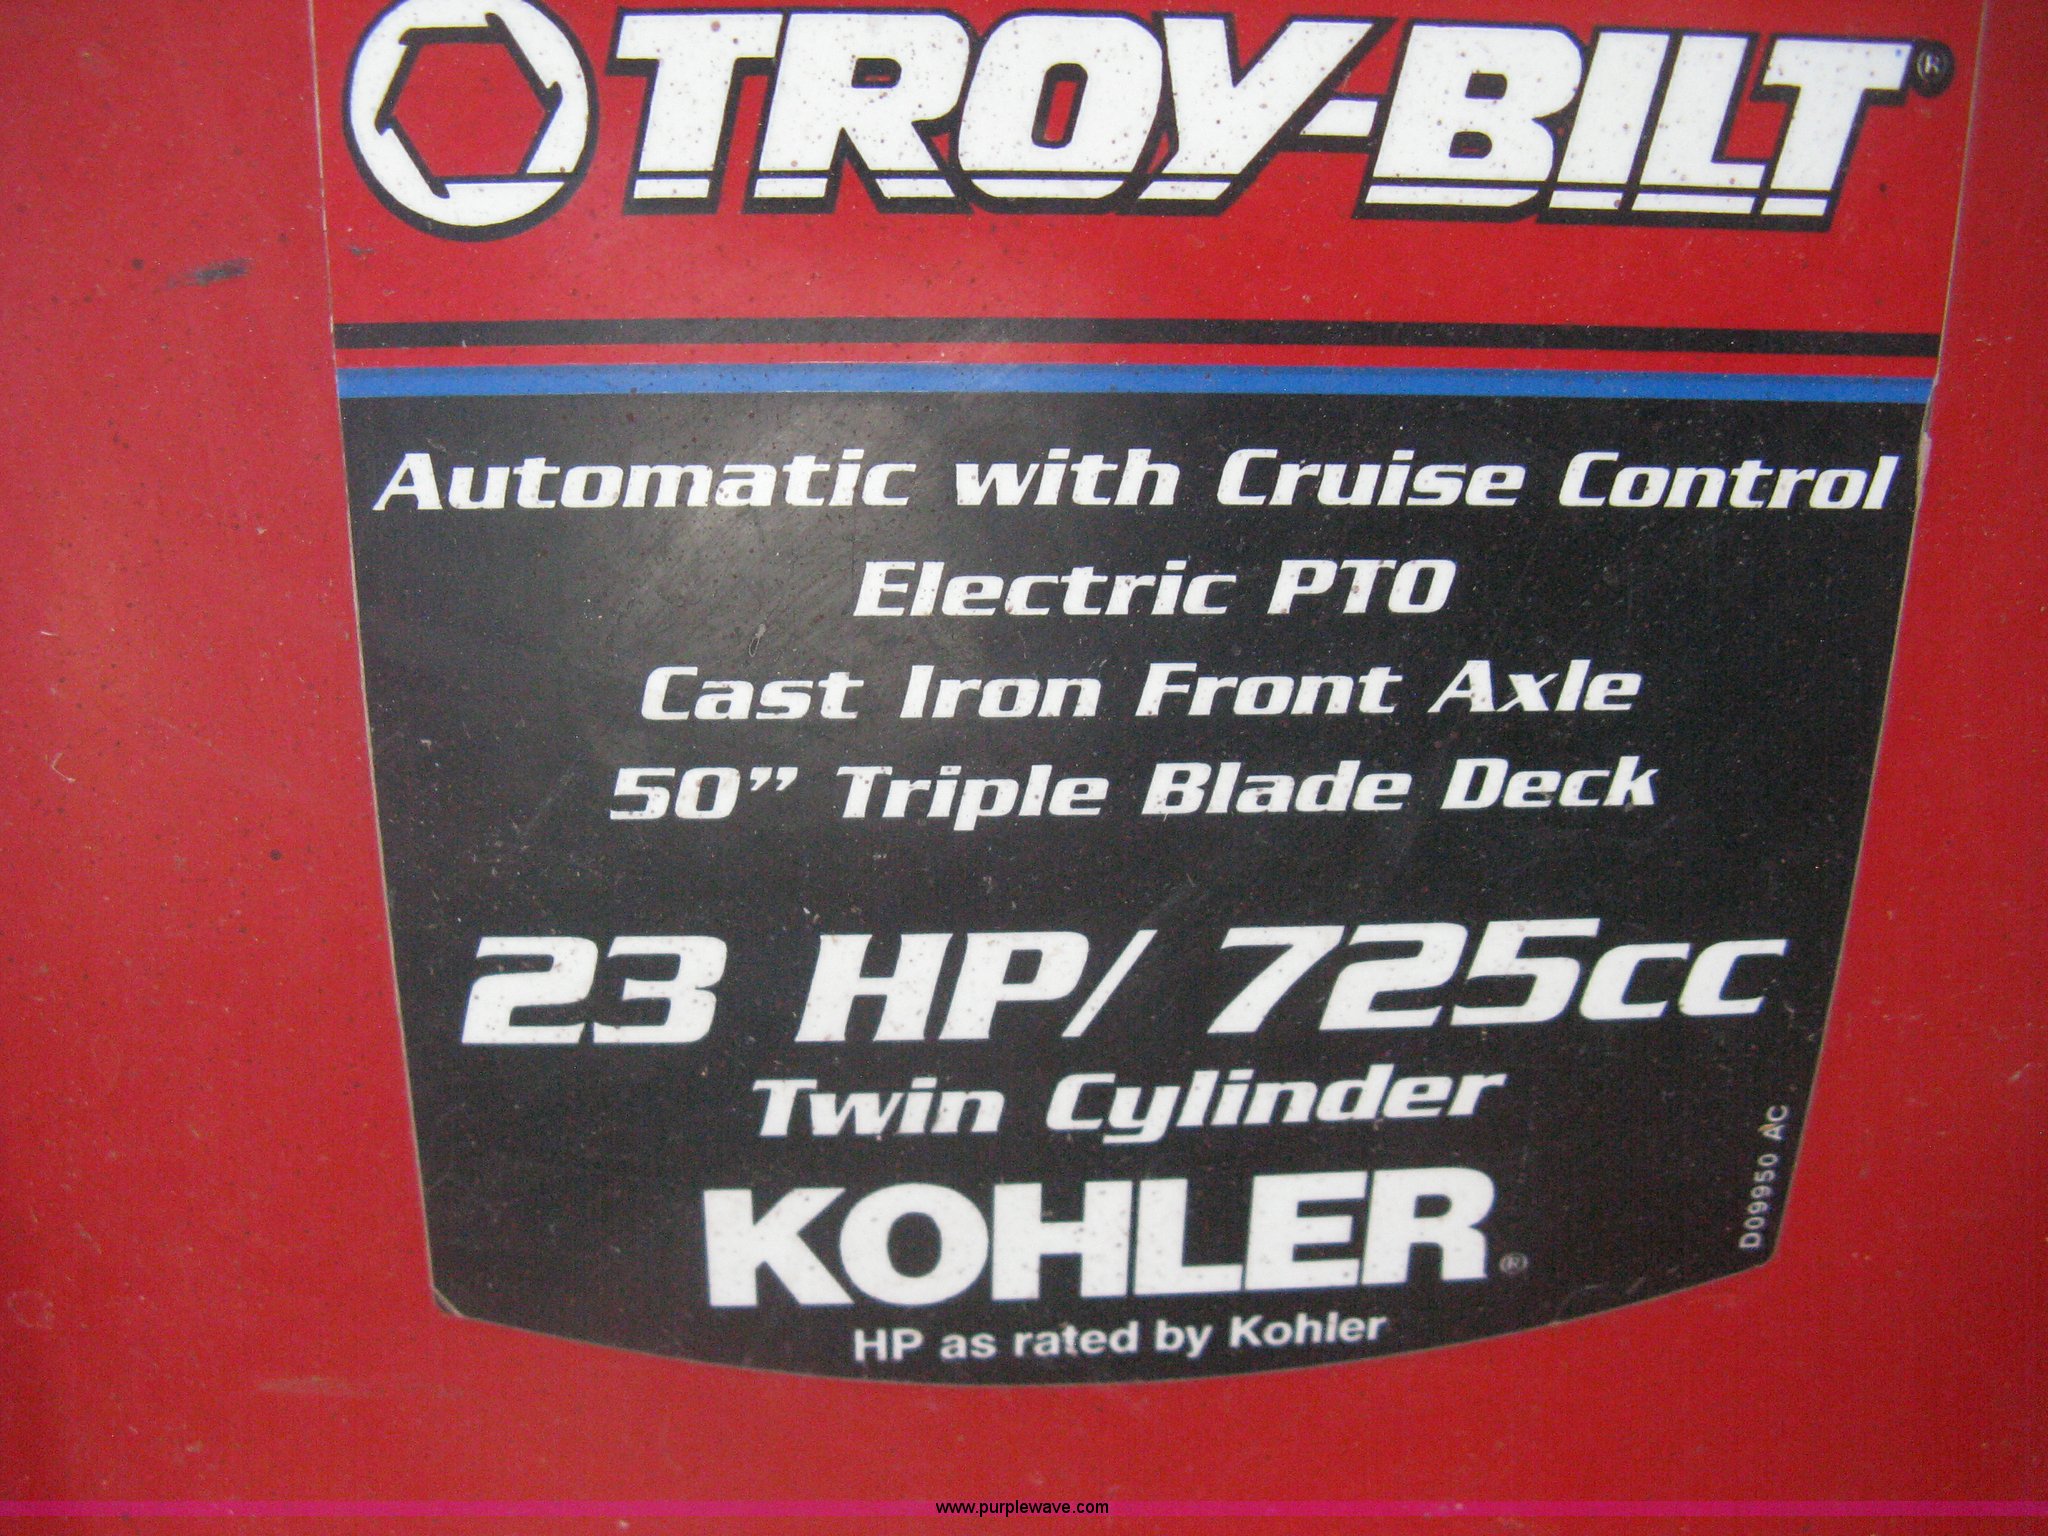 TROY-BILT®
Automatic with Cruise Control
Electric PTO
Cast Iron Front Axle
50” Triple Blade Deck
23 HP/ 725cc
Twin Cylinder
KOHLER®
HP as rated by Kohler
DO9950 AC
www.purplewave.com